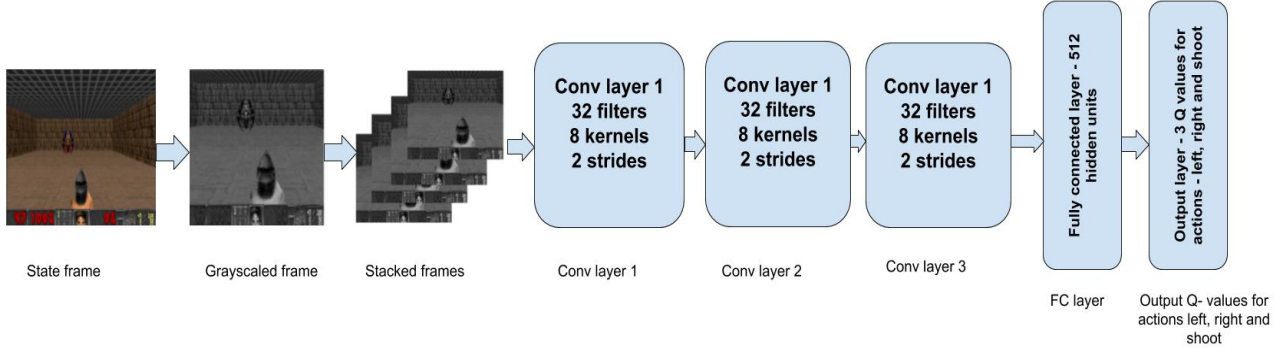 Conv layer 1
32 filters
8 kernels
2 strides
Conv layer 1
32 filters
8 kernels
2 strides
Conv layer 1
32 filters
8 kernels
2 strides
Fully connected layer - 512
hidden units
Output layer - 3 Q values for
actions - left, right and shoot
State frame
Grayscaled frame
Stacked frames
Conv layer 1
Conv layer 2
Conv layer 3
FC layer
Output Q- values for
actions left, right and
shoot